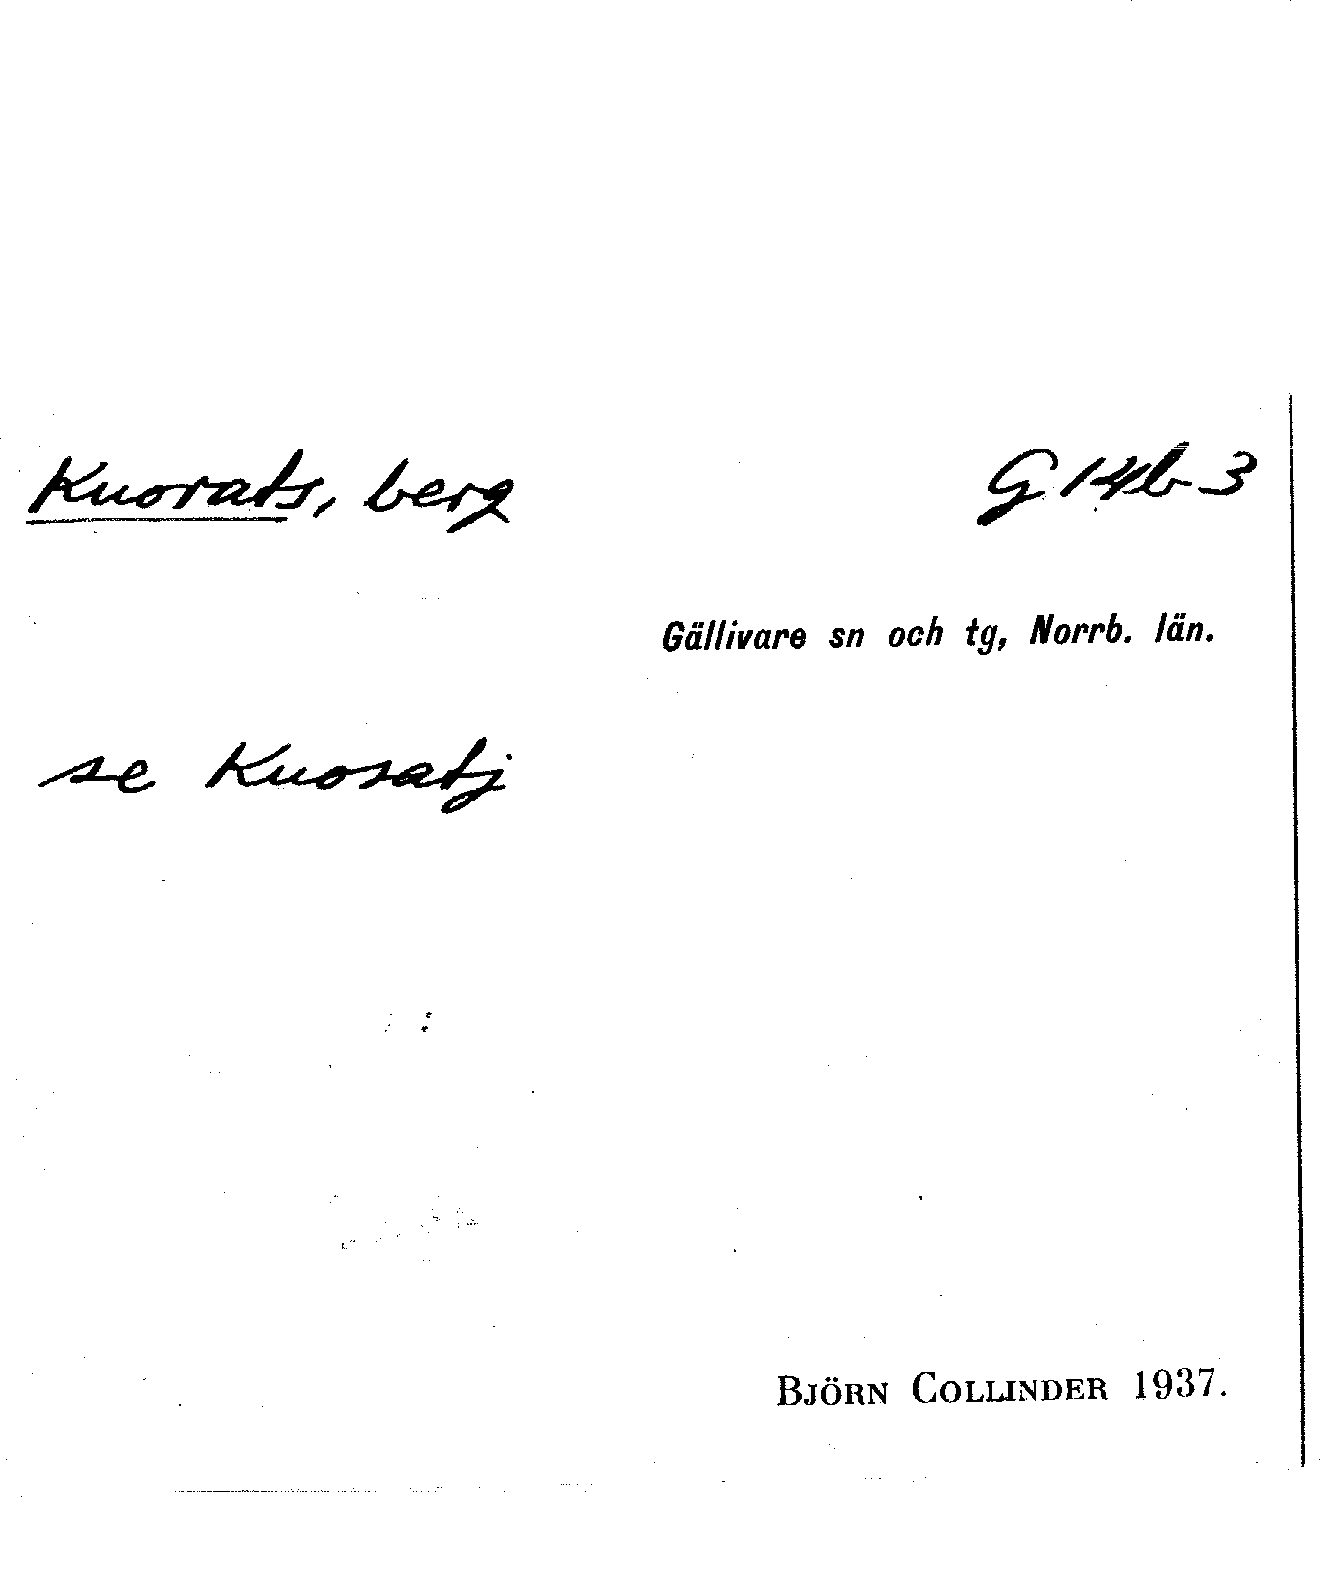 Kuorats, berg G 14b 3
Gällivare sn och tg, Norrb. län.
se Kuosatj
BJÖRN COLLINDER 1937.